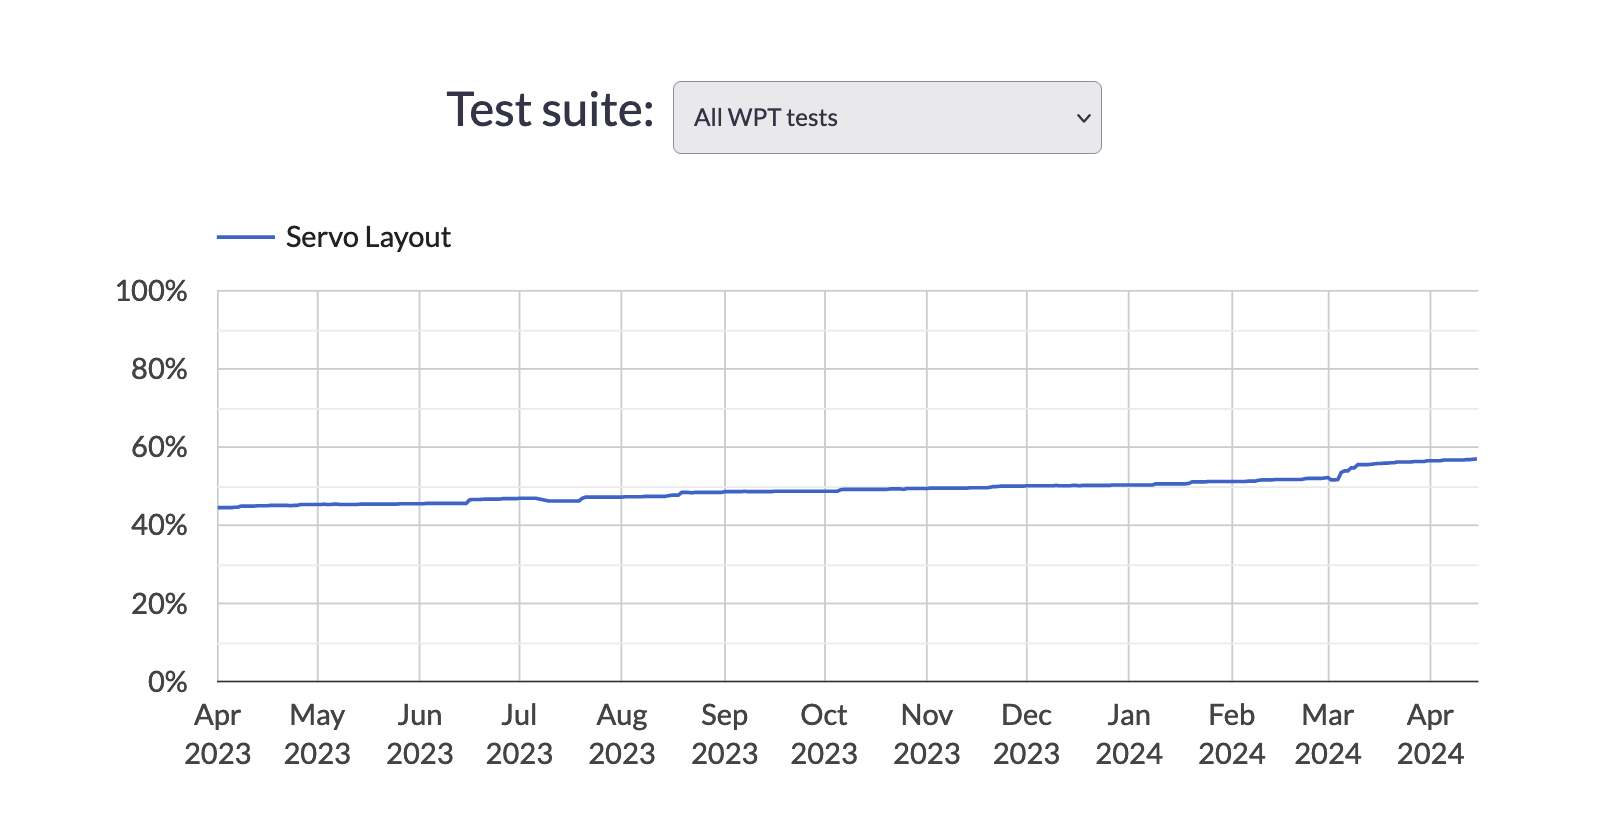 Test suite: All WPT tests
Servo Layout
100%
80%
60%
40%
20%
0%
Apr May Jun Jul Aug Sep Oct Nov Dec Jan Feb Mar Apr
2023 2023 2023 2023 2023 2023 2023 2023 2023 2024 2024 2024 2024